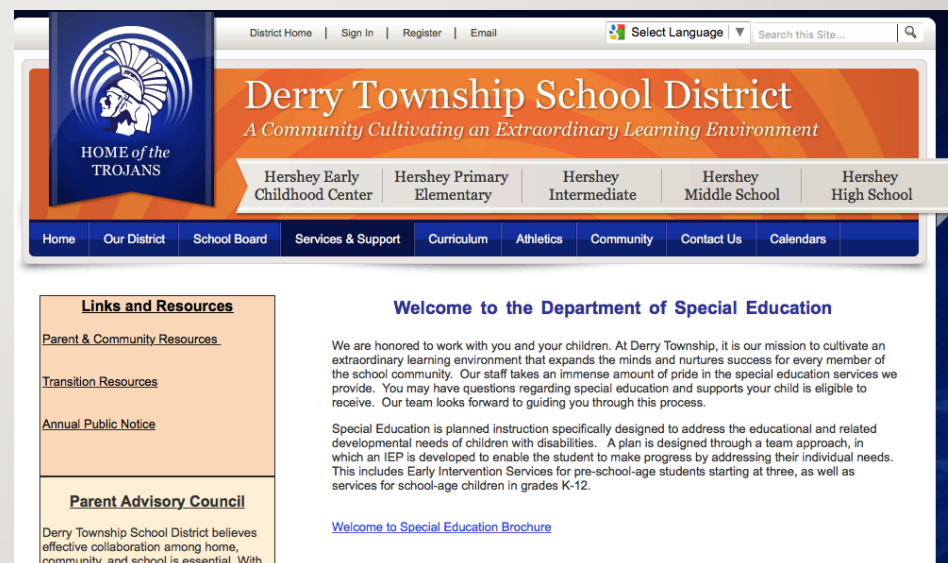 District Home | Sign In | Register | Email
Select Language ▼
Search this Site...
Derry Township School District
A Community Cultivating an Extraordinary Learning Environment
HOME of the
TROJANS
Hershey Early
Childhood Center
Hershey Primary
Elementary
Hershey
Intermediate
Hershey
Middle School
Hershey
High School
Home Our District School Board Services & Support Curriculum Athletics Community Contact Us Calendars
Links and Resources
Parent & Community Resources
Transition Resources
Annual Public Notice
Parent Advisory Council
Derry Township School District believes
effective collaboration among home,
community, and school is essential. With
Welcome to the Department of Special Education
We are honored to work with you and your children. At Derry Township, it is our mission to cultivate an
extraordinary learning environment that expands the minds and nurtures success for every member of
the school community. Our staff takes an immense amount of pride in the special education services we
provide. You may have questions regarding special education and supports your child is eligible to
receive. Our team looks forward to guiding you through this process.
Special Education is planned instruction specifically designed to address the educational and related
developmental needs of children with disabilities. A plan is designed through a team approach, in
which an IEP is developed to enable the student to make progress by addressing their individual needs.
This includes Early Intervention Services for pre-school-age students starting at three, as well as
services for school-age children in grades K-12.
Welcome to Special Education Brochure